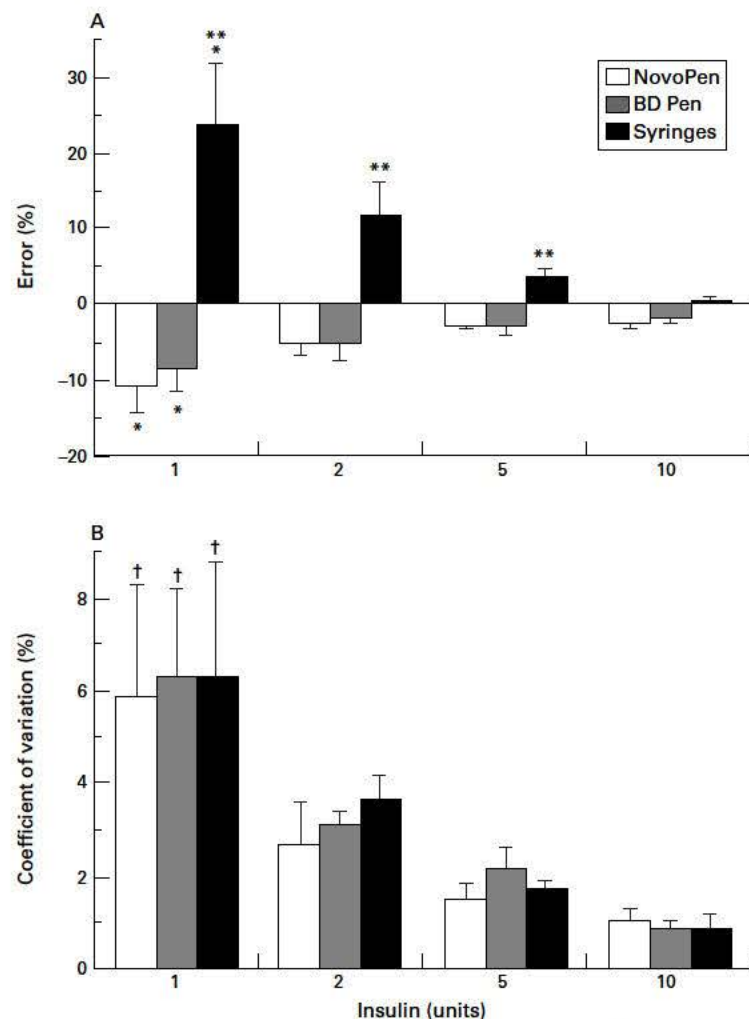 A
**
*
NovoPen
BD Pen
Syringes
30
20
10
0
–10
–20
Error (%)
**
**
*
*
1 2 5 10
B
†
†
†
8
6
4
2
0
Coefficient of variation (%)
1 2 5 10
Insulin (units)